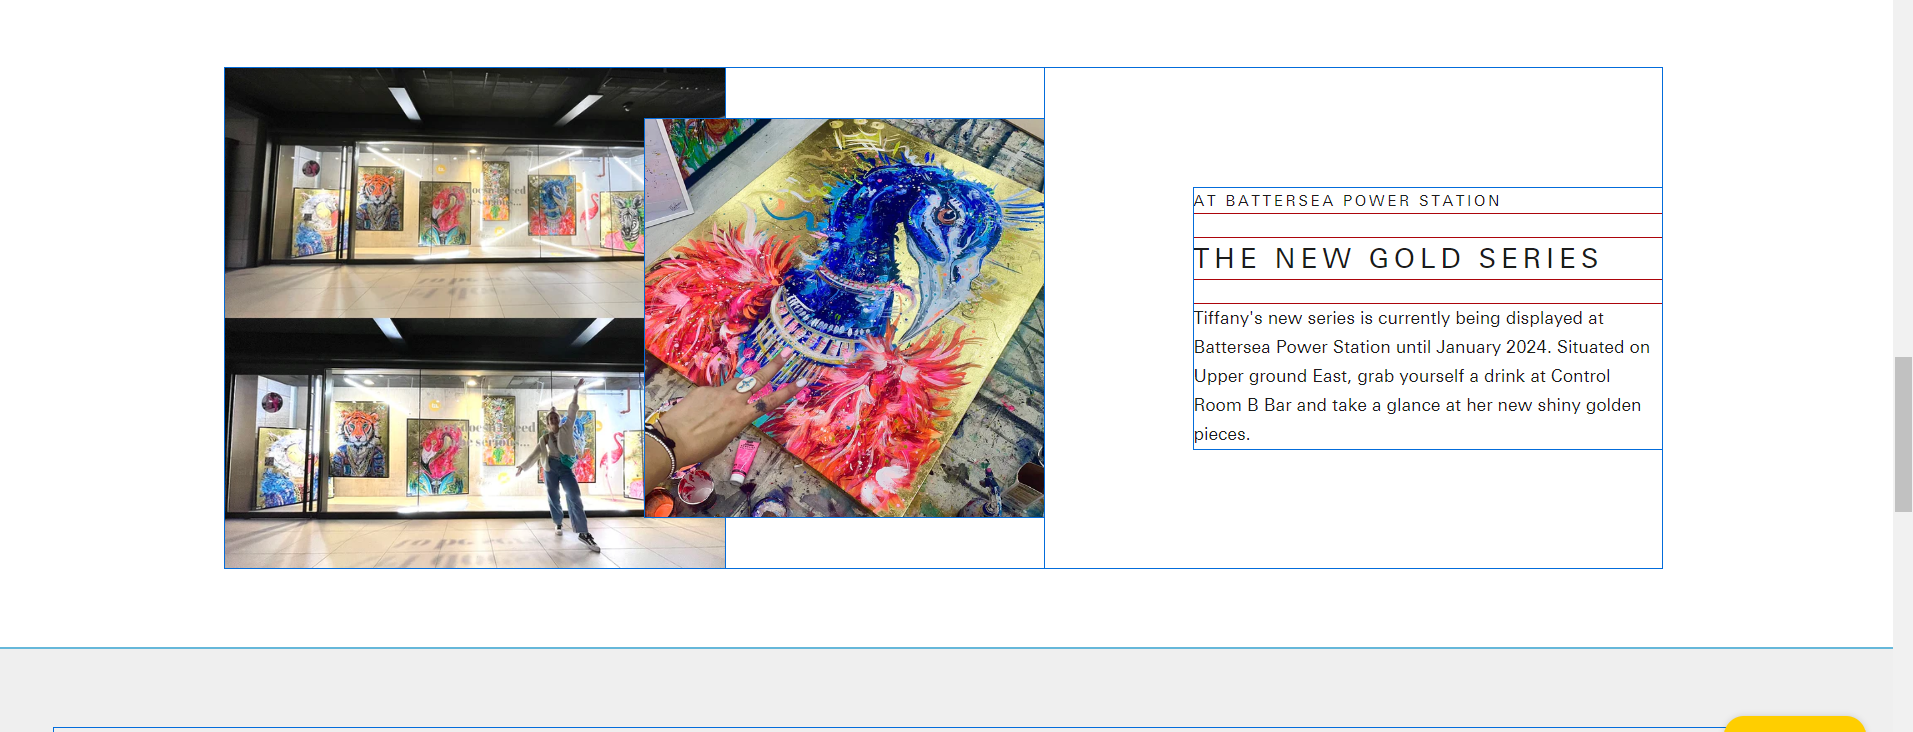 AT BATTERSEA POWER STATION
THE NEW GOLD SERIES
Tiffany's new series is currently being displayed at
Battersea Power Station until January 2024. Situated on
Upper ground East, grab yourself a drink at Control
Room B Bar and take a glance at her new shiny golden
pieces.